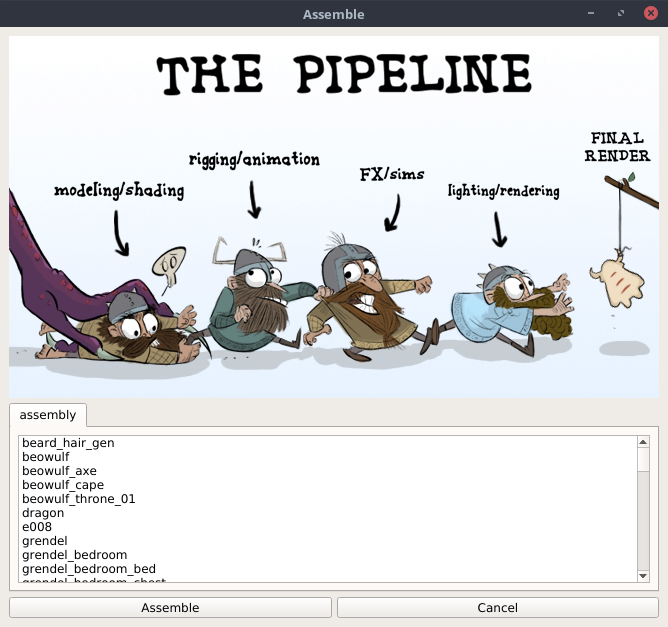 Assemble
THE PIPELINE
FINAL
RENDER
rigging/animation
FX/sims
modeling/shading
lighting/rendering
assembly
beard_hair_gen
beowulf
beowulf_axe
beowulf_cape
beowulf_throne_01
dragon
e008
grendel
grendel_bedroom
grendel_bedroom_bed
grendel_bedroom_chest
Assemble
Cancel